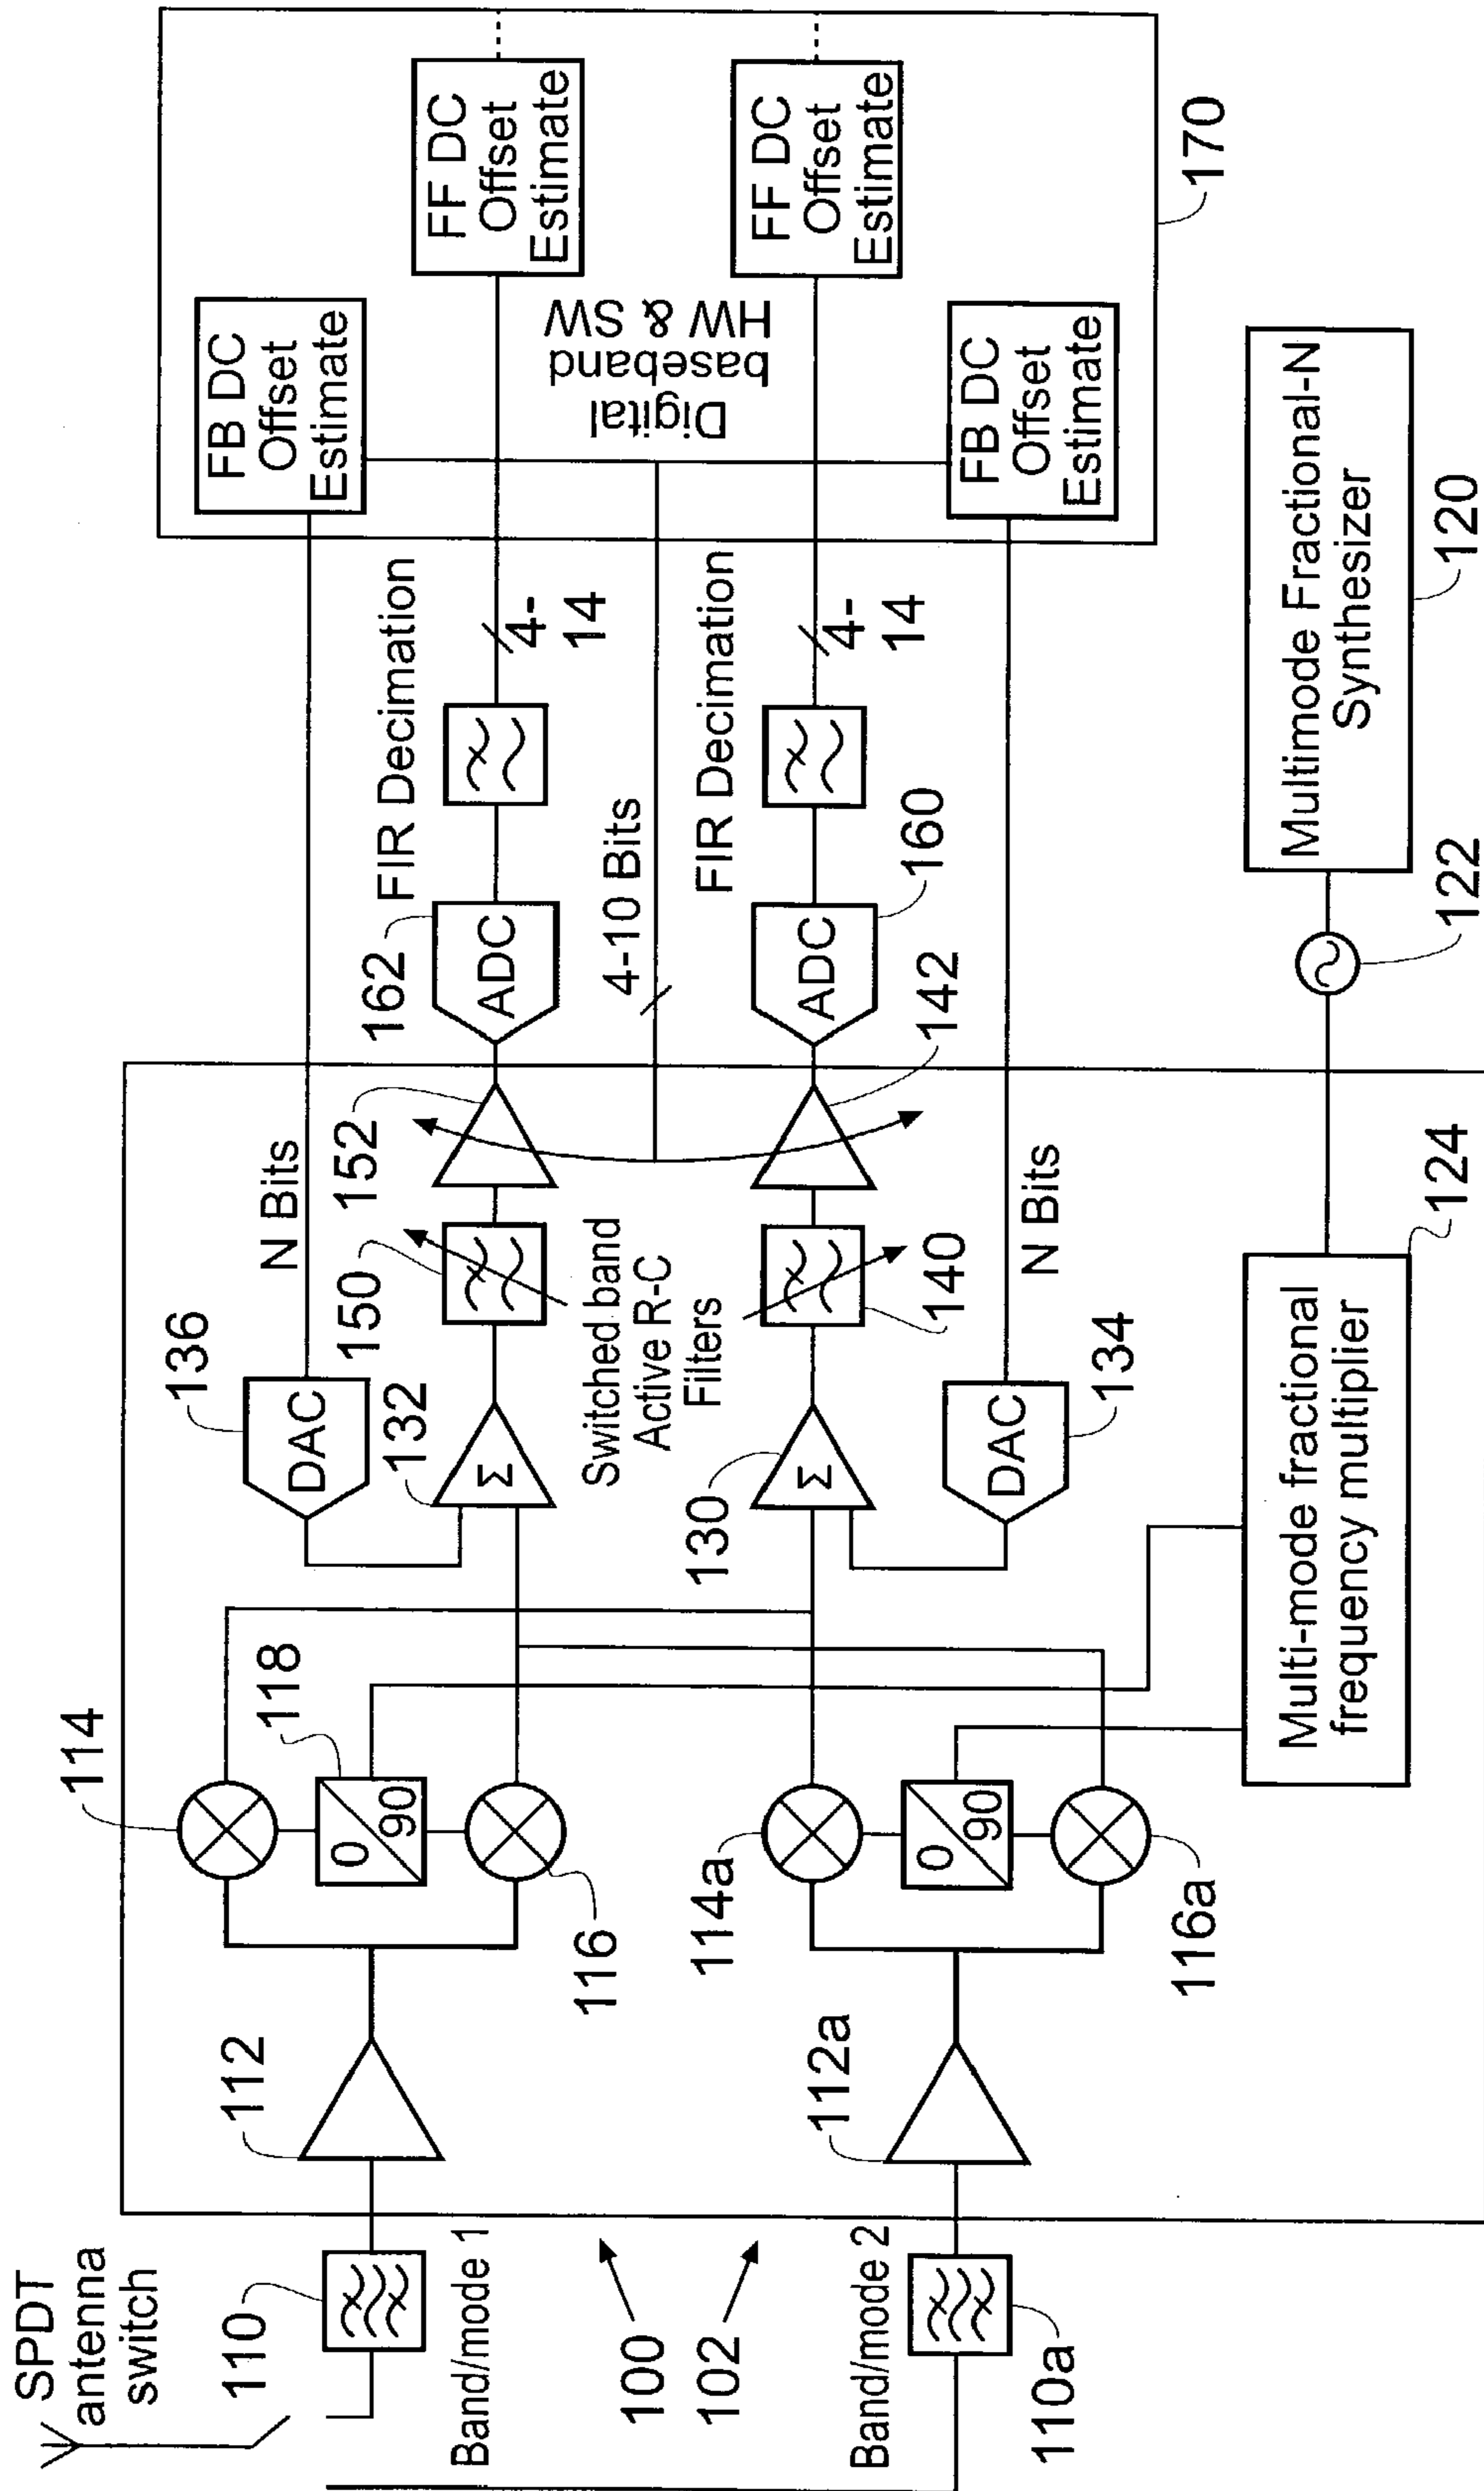 SPDT
antenna
switch
110
Band/mode 1
100
102
Band/mode 2
110a
112
112a
114
118
0
90
116
114a
0
90
116a
136
DAC
N Bits
132
Σ
150
152
Switched band
Active R-C
Filters
130
Σ
140
142
134
DAC
N Bits
162
ADC
FIR Decimation
4-
14
4-10 Bits
160
ADC
FIR Decimation
4-
14
FB DC
Offset
Estimate
FF DC
Offset
Estimate
Digital
baseband
HW & SW
FF DC
Offset
Estimate
FB DC
Offset
Estimate
170
Multi-mode fractional
frequency multiplier
124
122
Multimode Fractional-N
Synthesizer
120